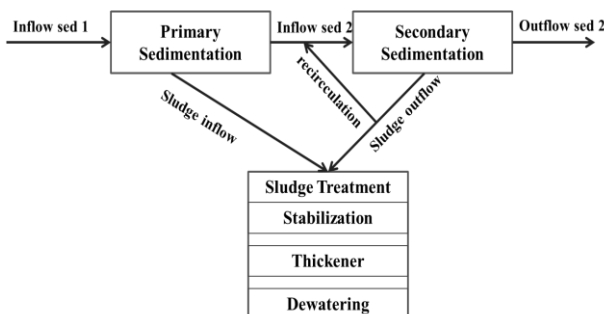 Inflow sed 1
Primary
Sedimentation
Inflow sed 2
Secondary
Sedimentation
Outflow sed 2
Sludge inflow
recircculation
Sludge outflow
Sludge Treatment
Stabilization
Thickener
Dewatering